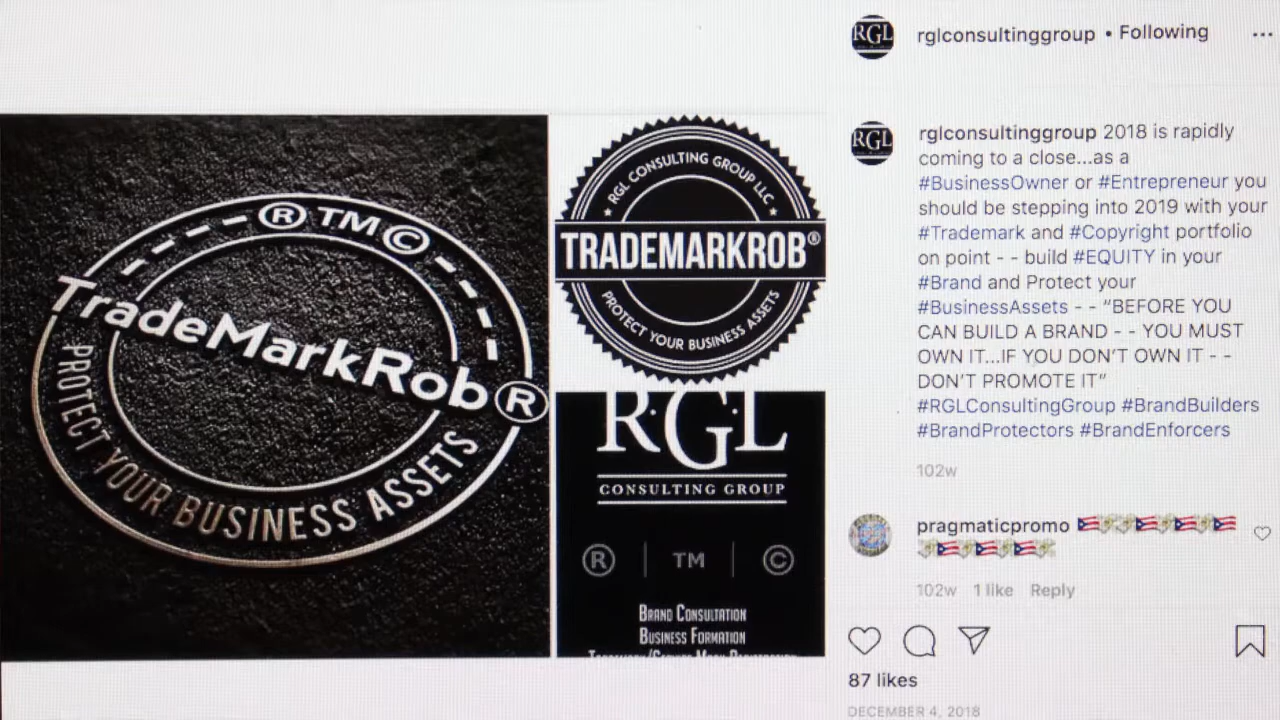 rglconsultinggroup • Following
® TM ©
TradeMarkRob®
PROTECT YOUR BUSINESS ASSETS
RGL CONSULTING GROUP LLC
TRADEMARKROB®
PROTECT YOUR BUSINESS ASSETS
RGL
CONSULTING GROUP
® | TM | ©
BRAND CONSULTATION
BUSINESS FORMATION
RGL
RGL
rglconsultinggroup 2018 is rapidly
coming to a close...as a
#BusinessOwner or #Entrepreneur you
should be stepping into 2019 with your
#Trademark and #Copyright portfolio
on point - - build #EQUITY in your
#Brand and Protect your
#BusinessAssets - - “BEFORE YOU
CAN BUILD A BRAND - - YOU MUST
OWN IT...IF YOU DON’T OWN IT - -
DON’T PROMOTE IT”
#RGLConsultingGroup #BrandBuilders
#BrandProtectors #BrandEnforcers
102w
pragmaticpromo
102w 1 like Reply
87 likes
DECEMBER 4, 2018